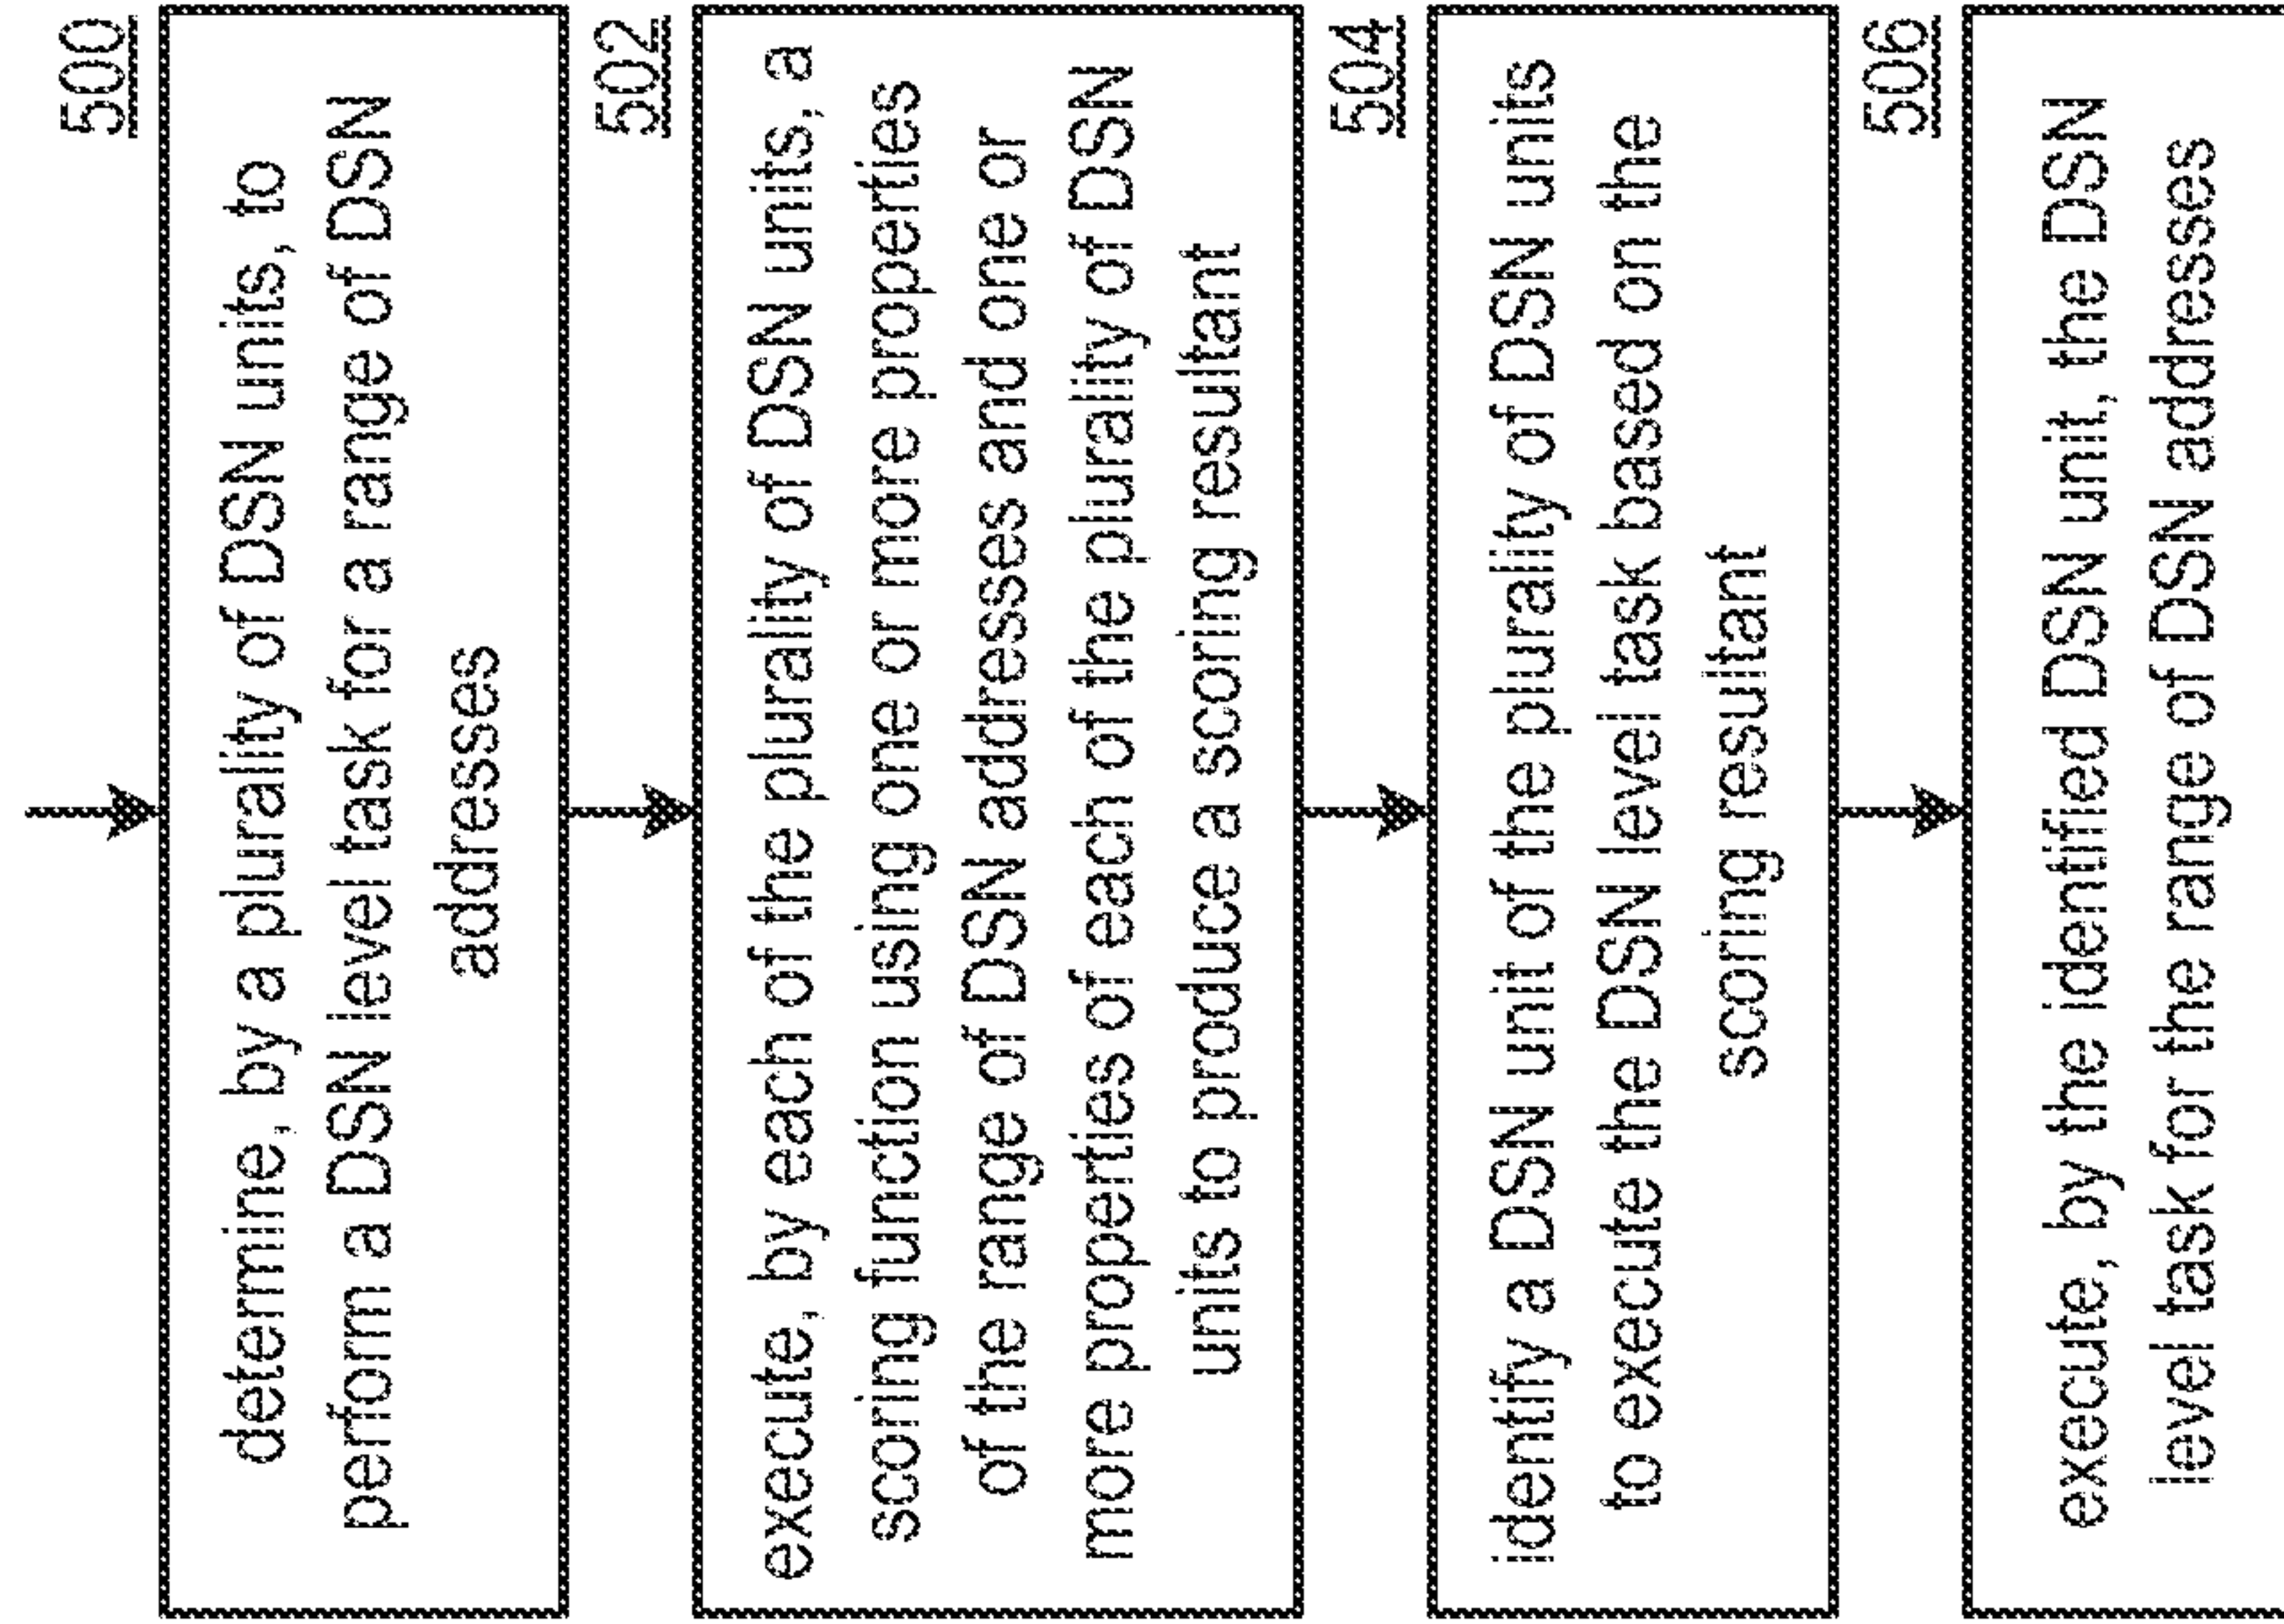 500
determine, by a plurality of DSN units, to
perform a DSN level task for a range of DSN
addresses
502
execute, by each of the plurality of DSN units, a
scoring function using one or more properties
of the range of DSN addresses and one or
more properties of each of the plurality of DSN
units to produce a scoring resultant
504
identify a DSN unit of the plurality of DSN units
to execute the DSN level task based on the
scoring resultant
506
execute, by the identified DSN unit, the DSN
level task for the range of DSN addresses